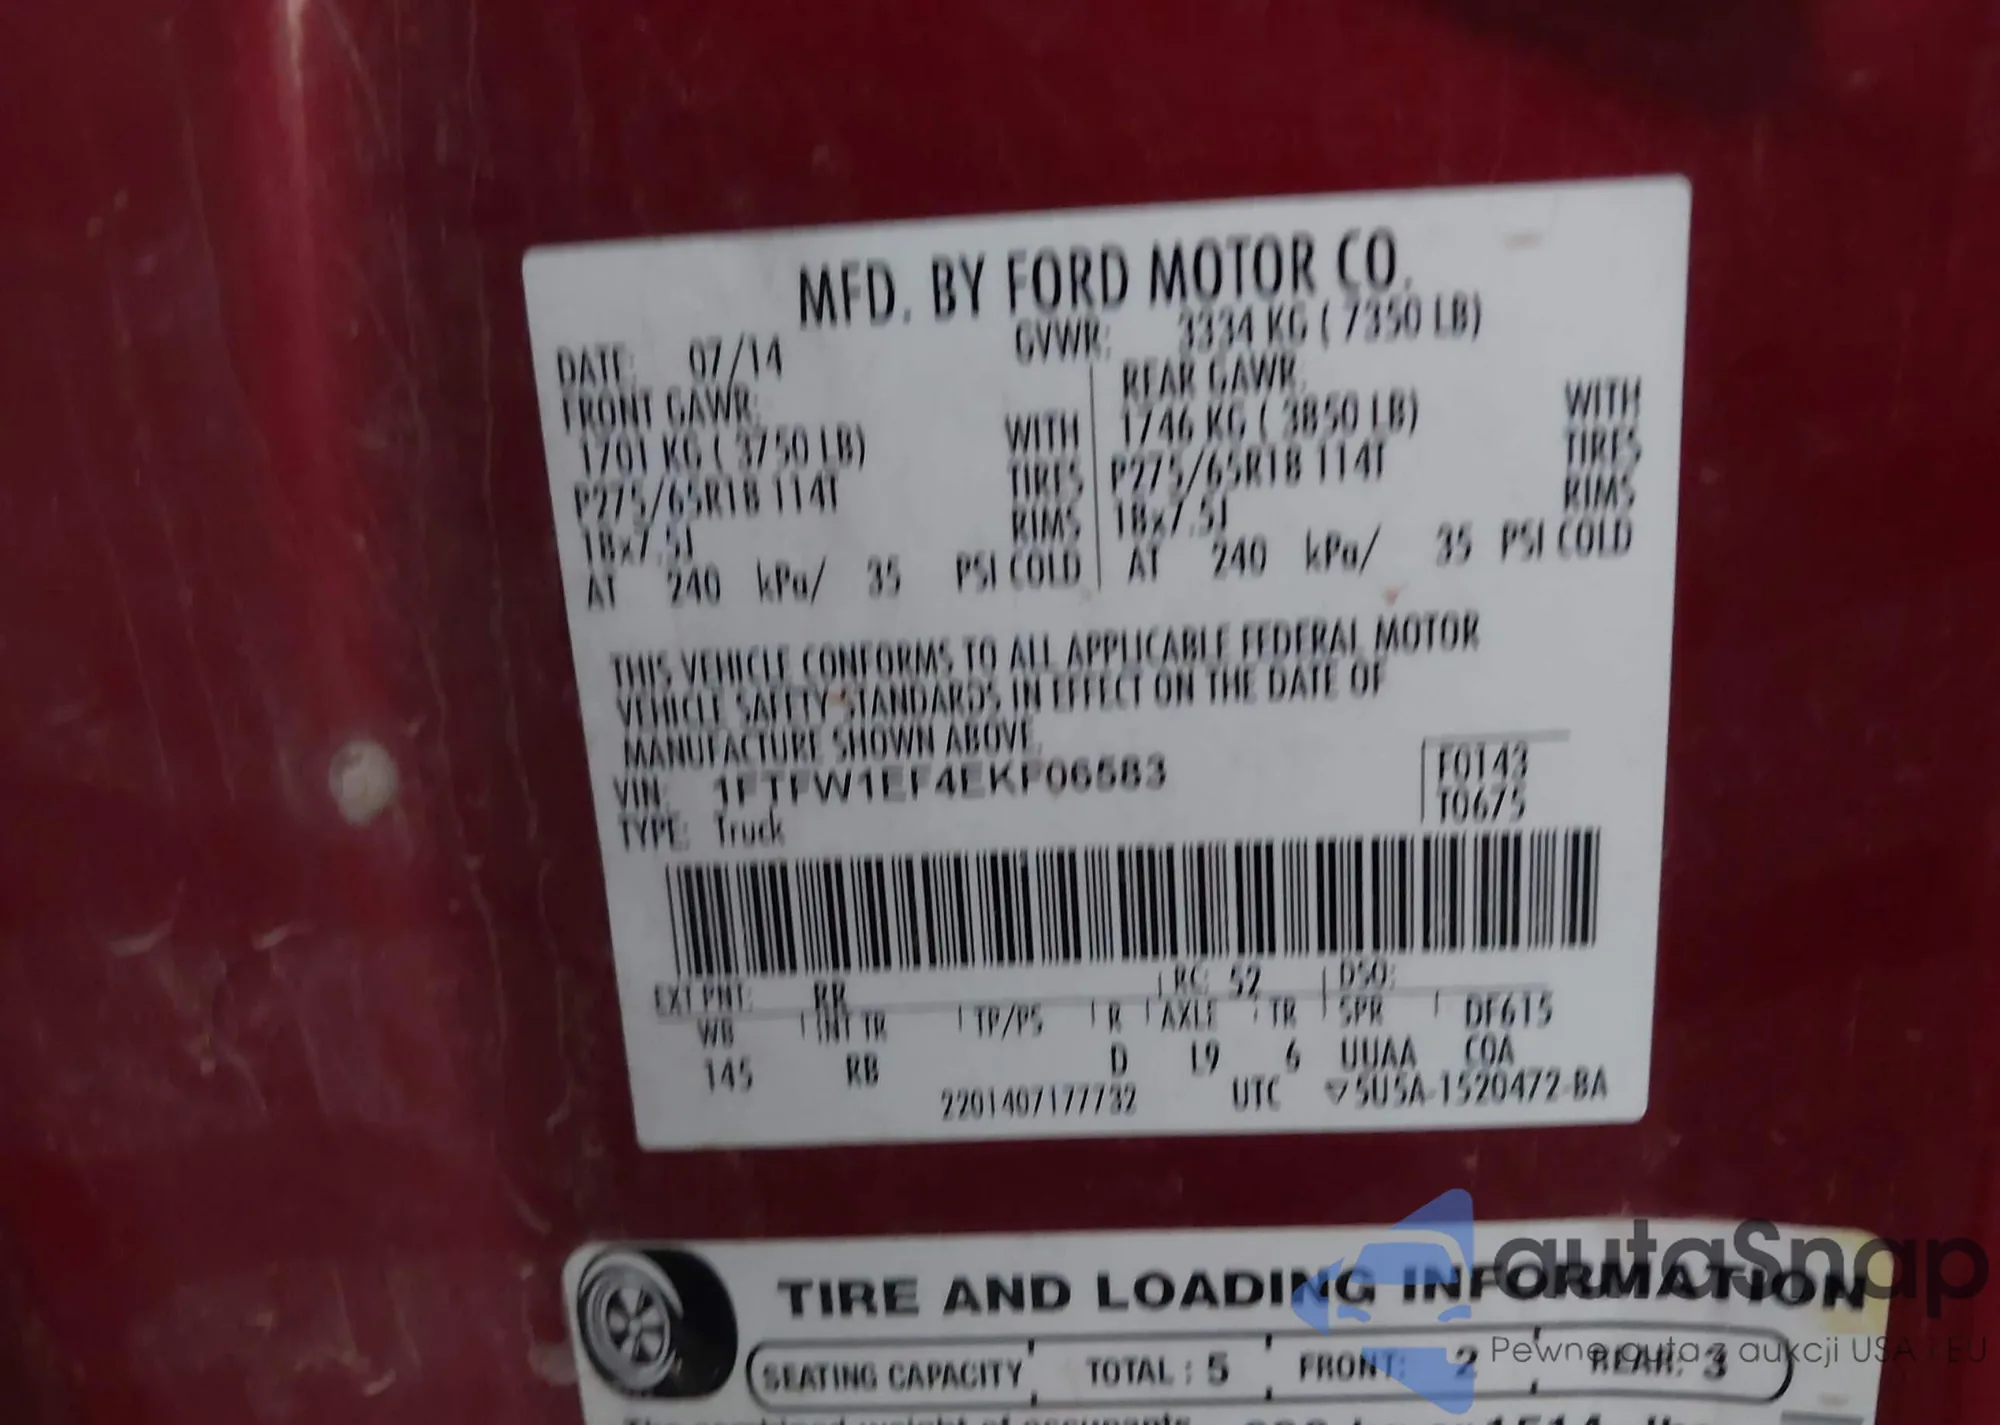 MFD. BY FORD MOTOR CO.
DATE: 07/14 GVWR: 3334 KG ( 7350 LB)
FRONT GAWR: REAR GAWR:
1701 KG ( 3750 LB) WITH 1746 KG ( 3850 LB) WITH
P275/65R18 114T TIRES P275/65R18 114T TIRES
18x7.5J RIMS 18x7.5J RIMS
AT 240 kPa/ 35 PSI COLD AT 240 kPa/ 35 PSI COLD
THIS VEHICLE CONFORMS TO ALL APPLICABLE FEDERAL MOTOR
VEHICLE SAFETY STANDARDS IN EFFECT ON THE DATE OF
MANUFACTURE SHOWN ABOVE.
VIN: 1FTFW1EF4EKF06583 F0143
TYPE: Truck T0675
EXT PNT: RR RC: 52 DSO:
WB INT TR TP/PS R AXLE TR SPR DF615
145 RB D L9 6 UUAA COA
2201407177732 UTC ▽5U5A-1520472-BA
TIRE AND LOADING INFORMATION
SEATING CAPACITY TOTAL : 5 FRONT: 2 REAR: 3
The combined weight of occupants
autaSnap
Pewne auta z aukcji USA i EU